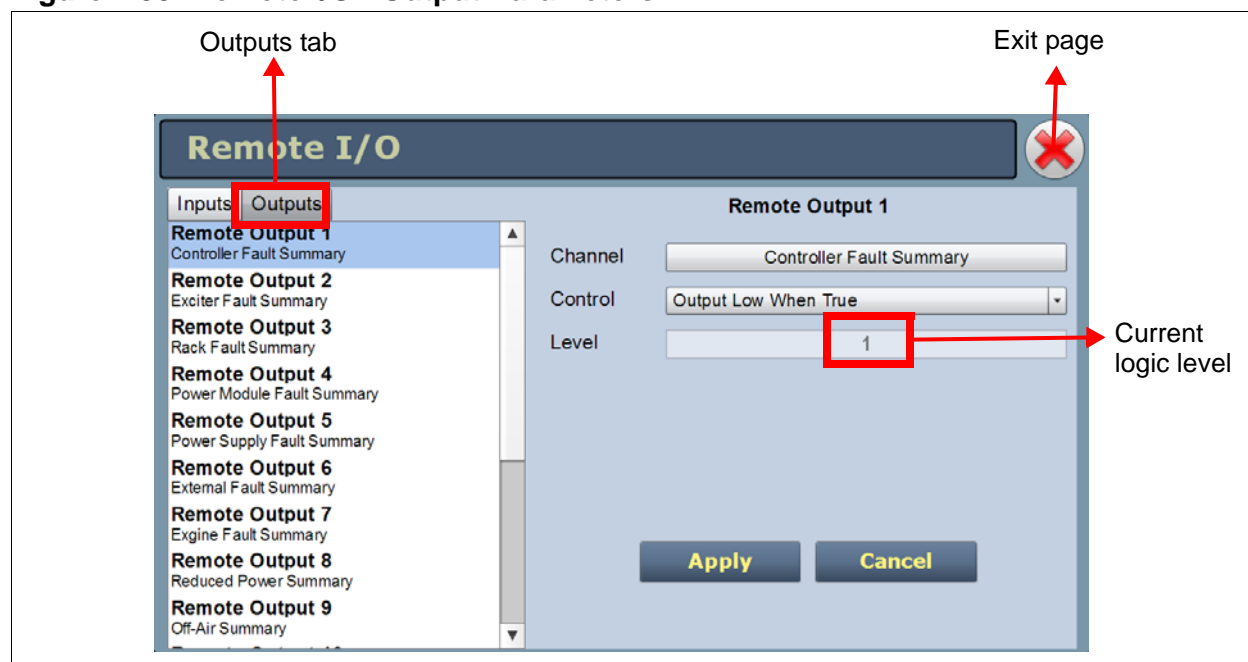 Outputs tab
Exit page
Remote I/O
Inputs
Outputs
Remote Output 1
Controller Fault Summary
Remote Output 2
Exciter Fault Summary
Remote Output 3
Rack Fault Summary
Remote Output 4
Power Module Fault Summary
Remote Output 5
Power Supply Fault Summary
Remote Output 6
External Fault Summary
Remote Output 7
Exgine Fault Summary
Remote Output 8
Reduced Power Summary
Remote Output 9
Off-Air Summary
Remote Output 1
Channel
Controller Fault Summary
Control
Output Low When True
Level
1
Current
logic level
Apply
Cancel